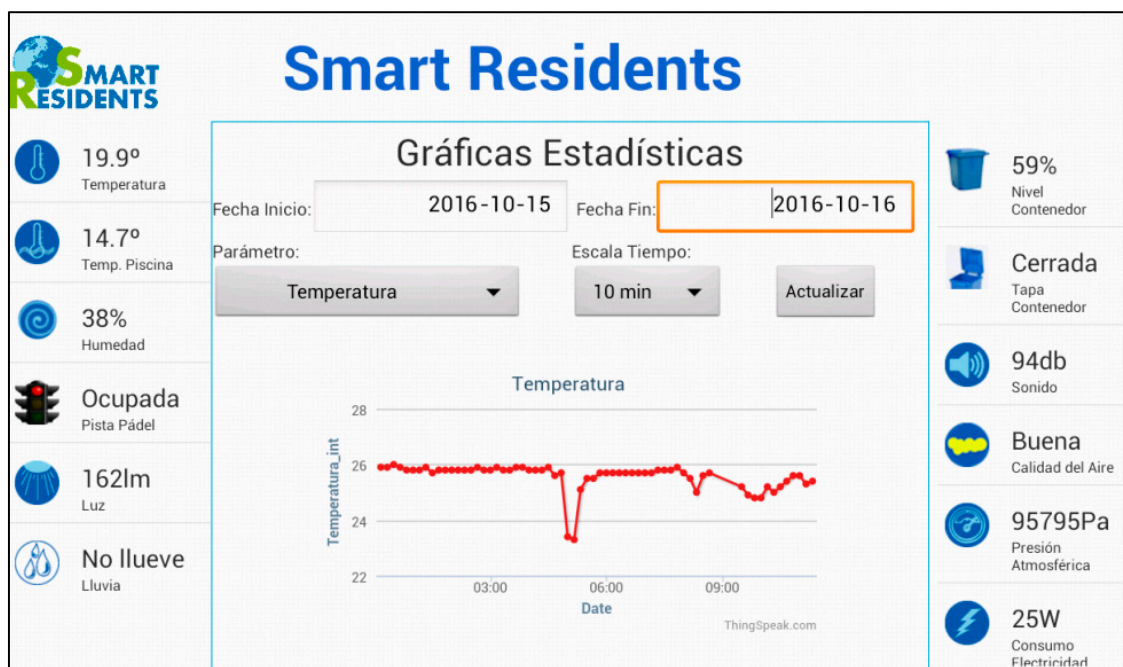 SMART
RESIDENTS
Smart Residents
19.9º
Temperatura
14.7º
Temp. Piscina
38%
Humedad
Ocupada
Pista Pádel
162lm
Luz
No llueve
Lluvia
Gráficas Estadísticas
Fecha Inicio: 2016-10-15 Fecha Fin: 2016-10-16
Parámetro: Escala Tiempo:
Temperatura 10 min Actualizar
Temperatura
Temperatura_int
28
26
24
22
03:00 06:00 09:00
Date
ThingSpeak.com
59%
Nivel
Contenedor
Cerrada
Tapa
Contenedor
94db
Sonido
Buena
Calidad del Aire
95795Pa
Presión
Atmosférica
25W
Consumo
Electricidad